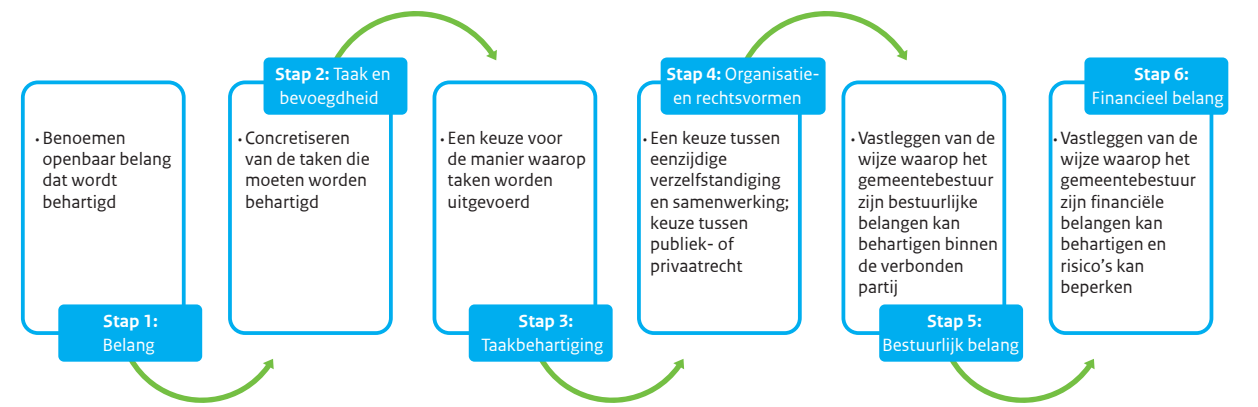 · Benoemen
openbaar belang
dat wordt
behartigd
Stap 1:
Belang
Stap 2: Taak en
bevoegdheid
· Concretiseren
van de taken die
moeten worden
behartigd
· Een keuze voor
de manier waarop
taken worden
uitgevoerd
Stap 3:
Taakbehartiging
Stap 4: Organisatie-
en rechtsvormen
· Een keuze tussen
eenzijdige
verzelfstandiging
en samenwerking;
keuze tussen
publiek- of
privaatrecht
· Vastleggen van de
wijze waarop het
gemeentebestuur
zijn bestuurlijke
belangen kan
behartigen binnen
de verbonden
partij
Stap 5:
Bestuurlijk belang
Stap 6:
Financieel belang
· Vastleggen van de
wijze waarop het
gemeentebestuur
zijn financiële
belangen kan
behartigen en
risico’s kan
beperken